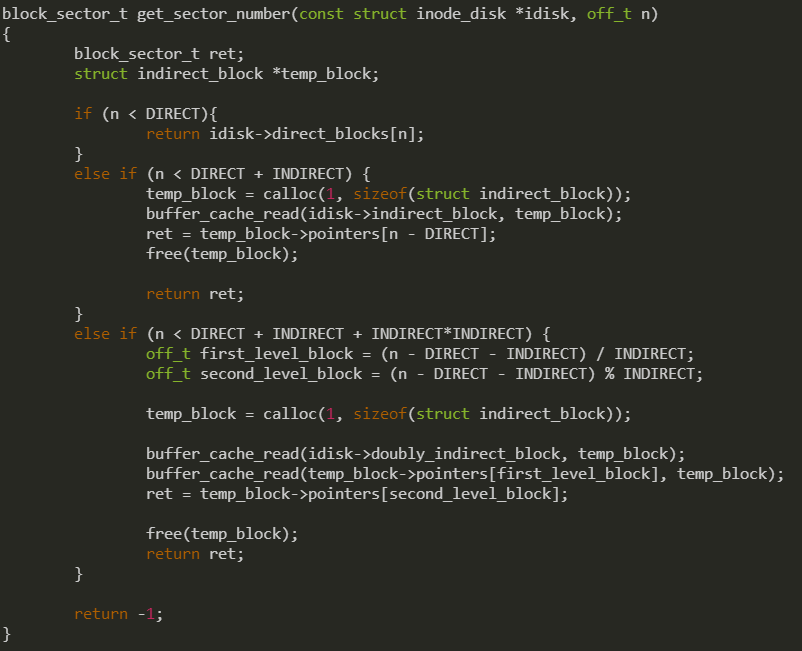 block_sector_t get_sector_number(const struct inode_disk *idisk, off_t n)
{
        block_sector_t ret;
        struct indirect_block *temp_block;

        if (n < DIRECT){
                return idisk->direct_blocks[n];
        }
        else if (n < DIRECT + INDIRECT) {
                temp_block = calloc(1, sizeof(struct indirect_block));
                buffer_cache_read(idisk->indirect_block, temp_block);
                ret = temp_block->pointers[n - DIRECT];
                free(temp_block);

                return ret;
        }
        else if (n < DIRECT + INDIRECT + INDIRECT*INDIRECT) {
                off_t first_level_block = (n - DIRECT - INDIRECT) / INDIRECT;
                off_t second_level_block = (n - DIRECT - INDIRECT) % INDIRECT;

                temp_block = calloc(1, sizeof(struct indirect_block));

                buffer_cache_read(idisk->doubly_indirect_block, temp_block);
                buffer_cache_read(temp_block->pointers[first_level_block], temp_block);
                ret = temp_block->pointers[second_level_block];

                free(temp_block);
                return ret;
        }

        return -1;
}